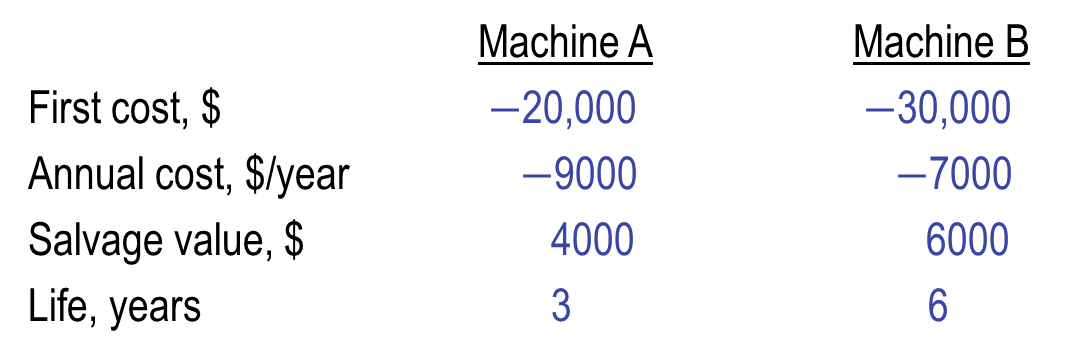 Machine A Machine B
First cost, $ –20,000 –30,000
Annual cost, $/year –9000 –7000
Salvage value, $ 4000 6000
Life, years 3 6